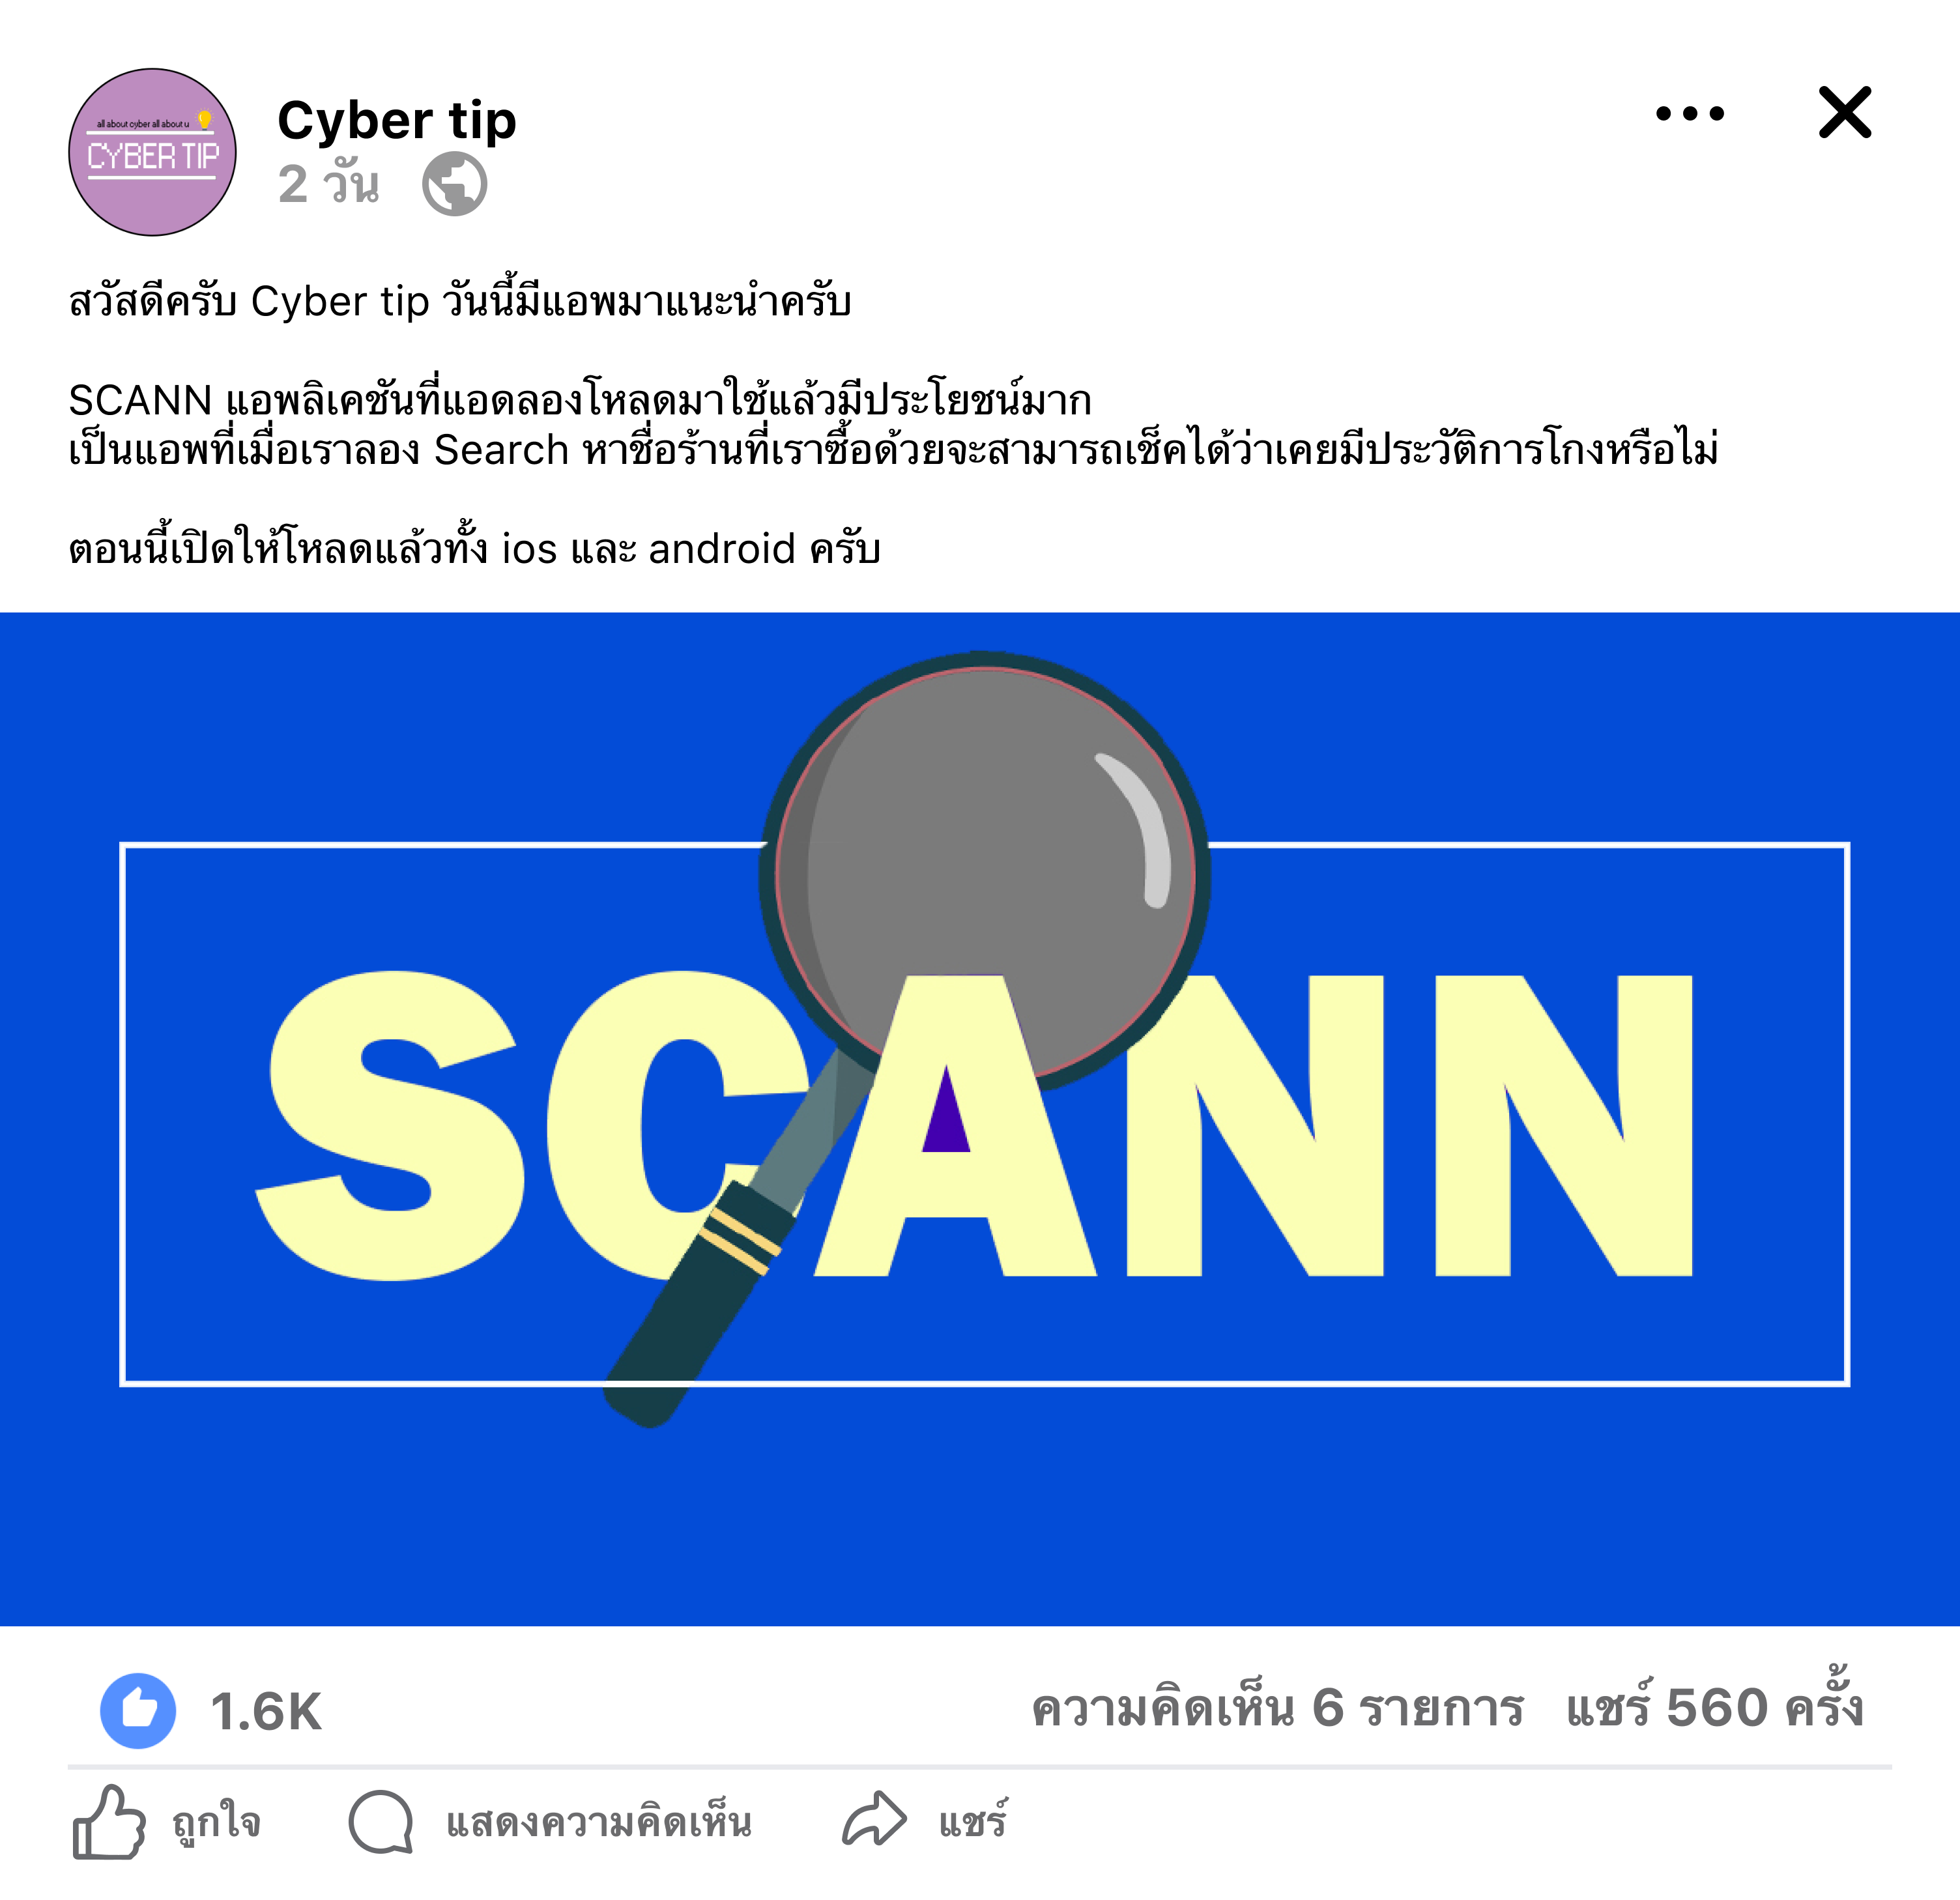 all about cyber all about u
CYBER TIP
Cyber tip
2 วัน
สวัสดีครับ Cyber tip วันนี้มีแอพมาแนะนำครับ
SCANN แอพลิเคชันที่แอดลองโหลดมาใช้แล้วมีประโยชน์มาก
เป็นแอพที่เมื่อเราลอง Search หาชื่อร้านที่เราซื้อด้วยจะสามารถเช็คได้ว่าเคยมีประวัติการโกงหรือไม่
ตอนนี้เปิดให้โหลดแล้วทั้ง ios และ android ครับ
SCANN
1.6K
ความคิดเห็น 6 รายการ แชร์ 560 ครั้ง
ถูกใจ แสดงความคิดเห็น แชร์